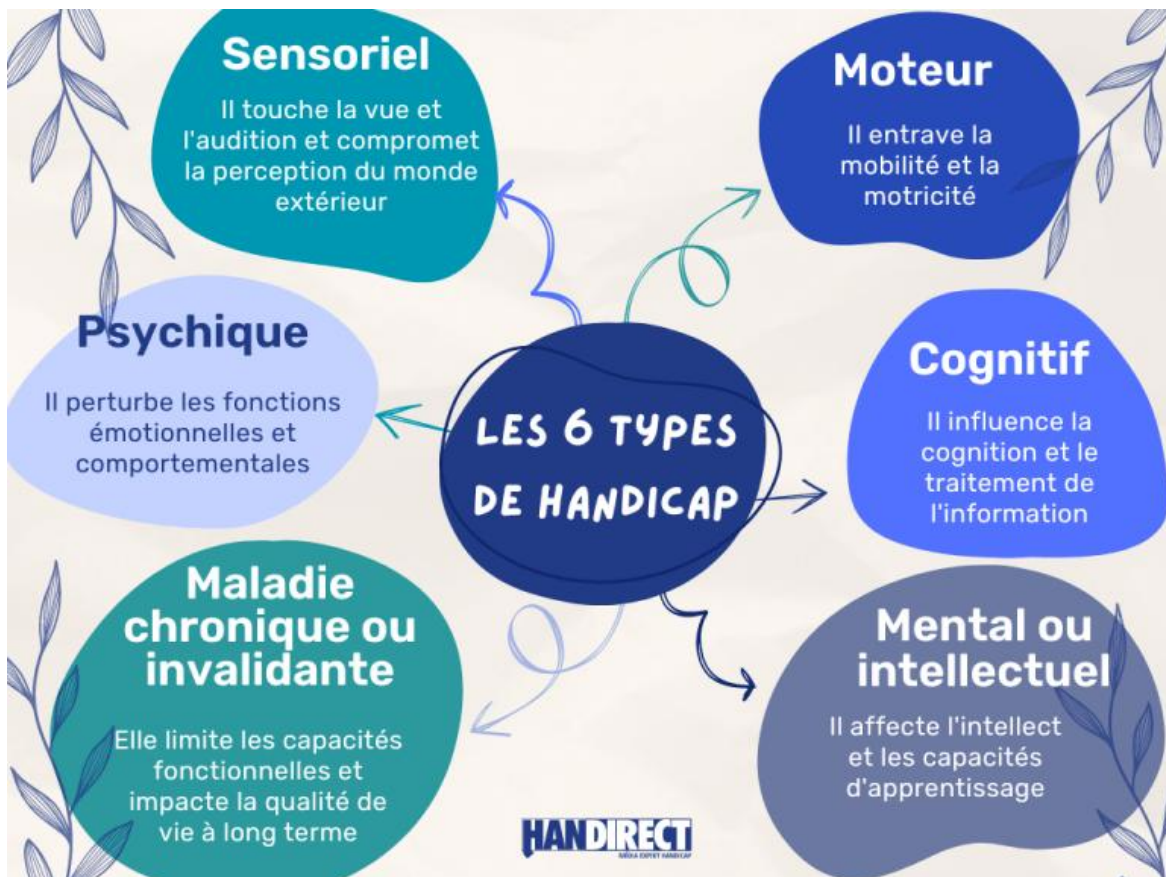 Sensoriel
Il touche la vue et
l'audition et compromet
la perception du monde
extérieur
Moteur
Il entrave la
mobilité et la
motricité
Psychique
Il perturbe les fonctions
émotionnelles et
comportementales
LES 6 TYPES
DE HANDICAP
Cognitif
Il influence la
cognition et le
traitement de
l'information
Maladie
chronique ou
invalidante
Elle limite les capacités
fonctionnelles et
impacte la qualité de
vie à long terme
Mental ou
intellectuel
Il affecte l'intellect
et les capacités
d'apprentissage
HANDIRECT
MÉDIA EXPERT HANDICAP